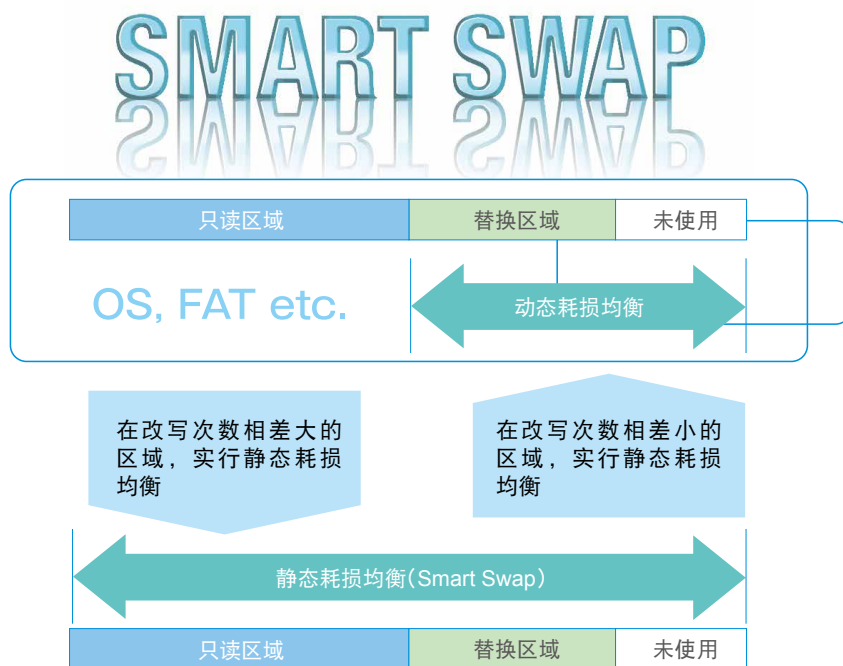 SMART SWAP
只读区域 替换区域 未使用
OS, FAT etc.
动态耗损均衡
在改写次数相差大的
区域，实行静态耗损
均衡
在改写次数相差小的
区域，实行静态耗损
均衡
静态耗损均衡(Smart Swap)
只读区域 替换区域 未使用